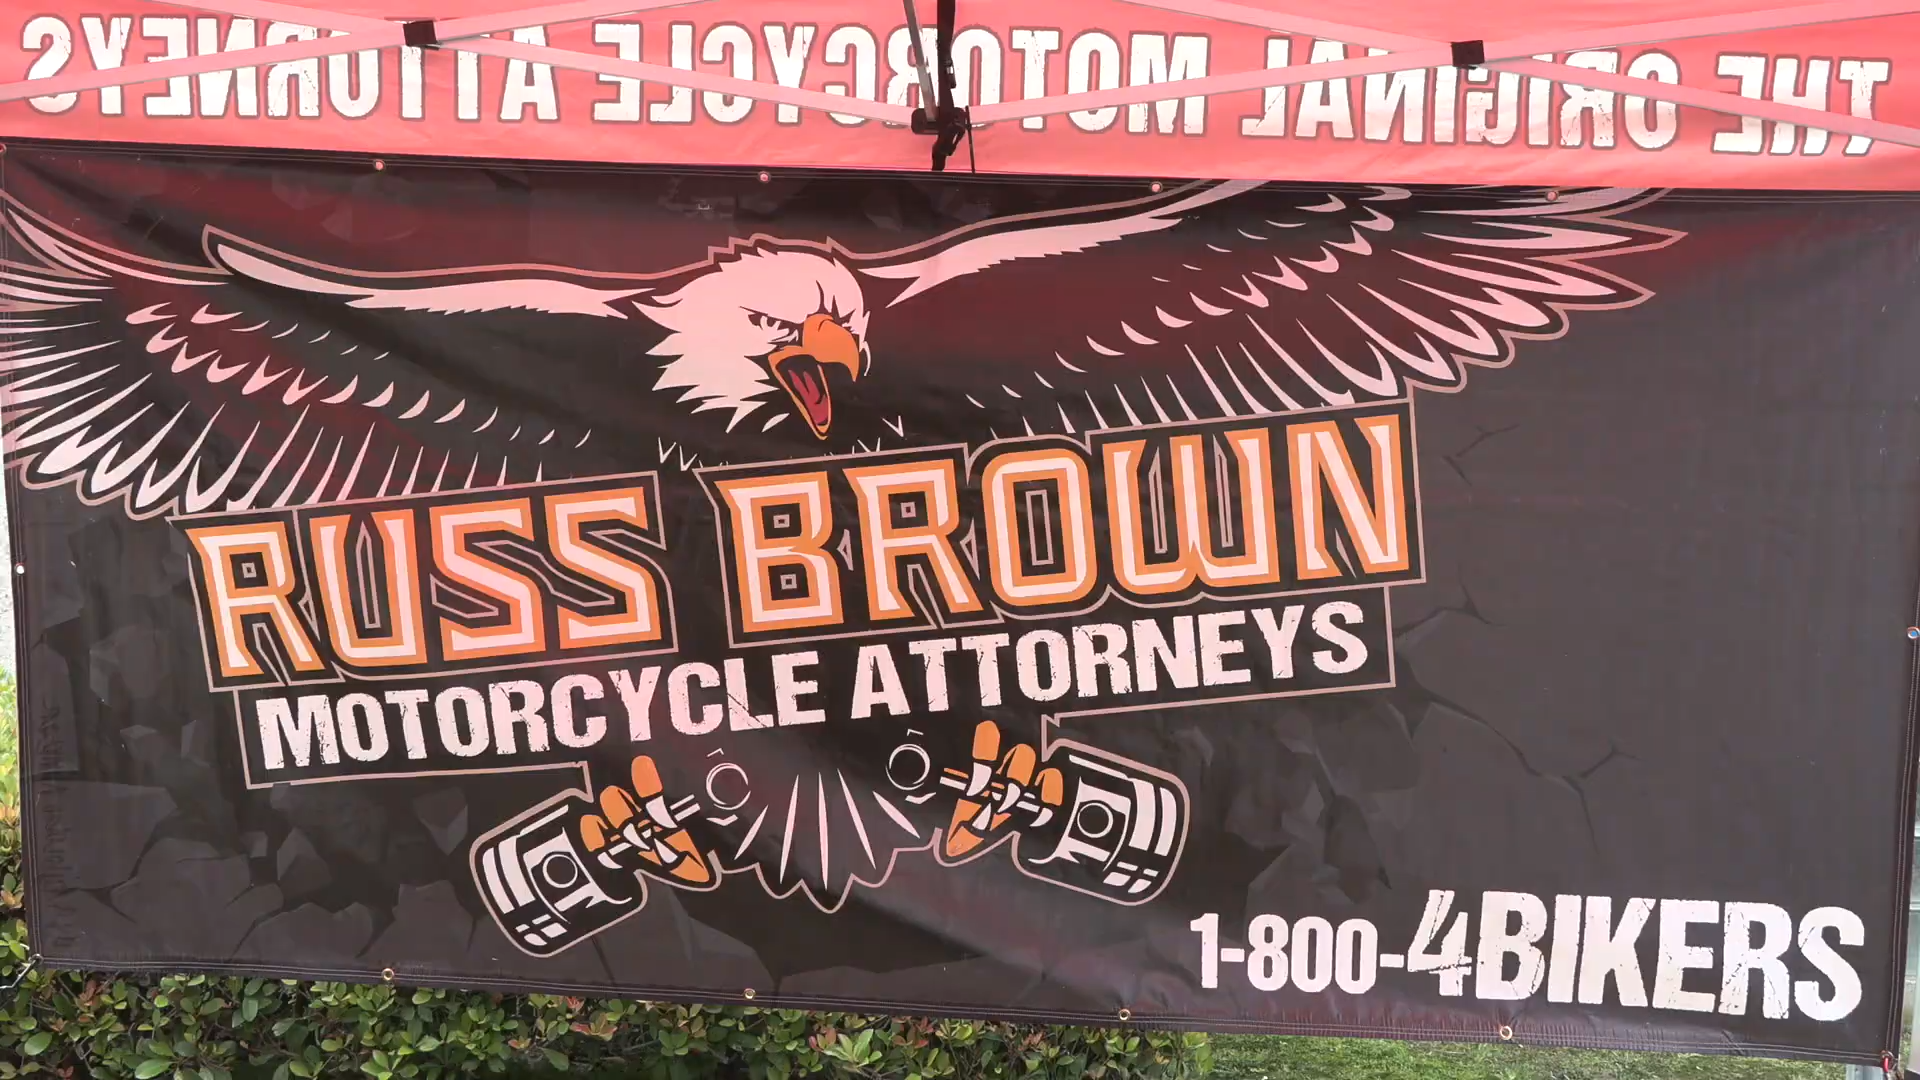 THE ORIGINAL MOTORCYCLE ATTORNEYS
RUSS BROWN
MOTORCYCLE ATTORNEYS
1-800-4BIKERS